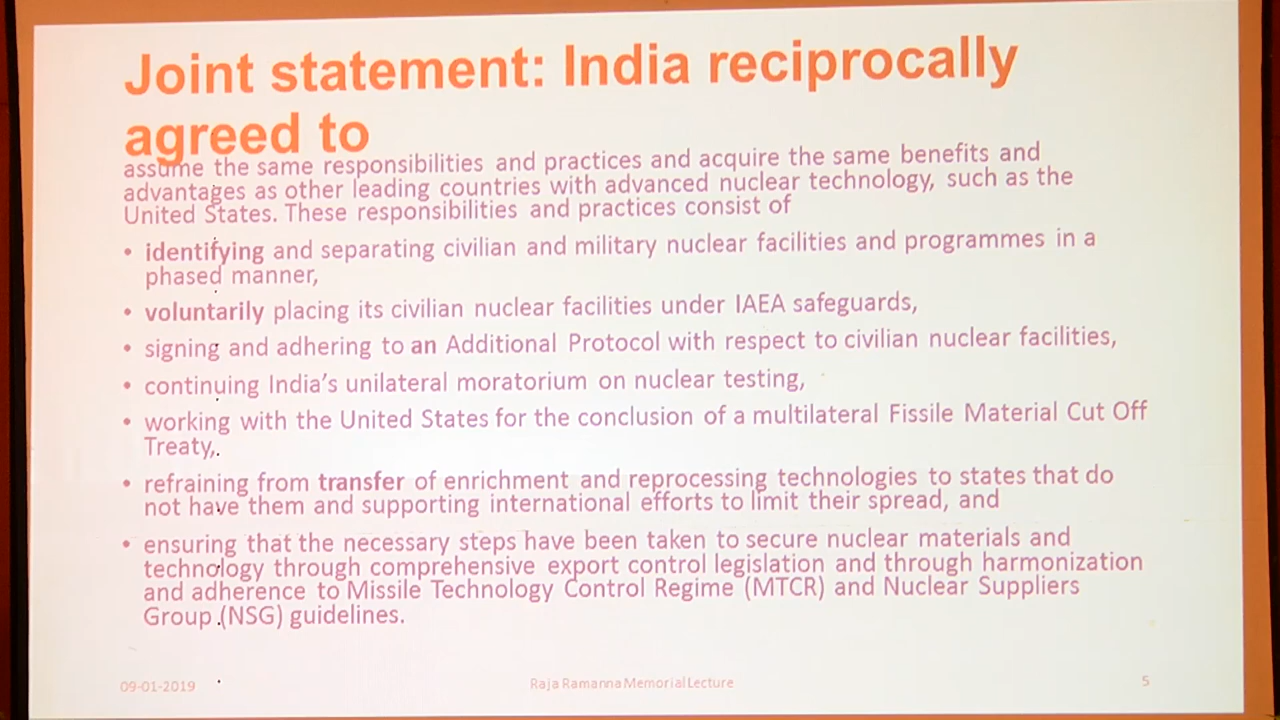 Joint statement: India reciprocally
agreed to
assume the same responsibilities and practices and acquire the same benefits and
advantages as other leading countries with advanced nuclear technology, such as the
United States. These responsibilities and practices consist of
• identifying and separating civilian and military nuclear facilities and programmes in a
phased manner,
• voluntarily placing its civilian nuclear facilities under IAEA safeguards,
• signing and adhering to an Additional Protocol with respect to civilian nuclear facilities,
• continuing India's unilateral moratorium on nuclear testing,
• working with the United States for the conclusion of a multilateral Fissile Material Cut Off
Treaty,.
• refraining from transfer of enrichment and reprocessing technologies to states that do
not have them and supporting international efforts to limit their spread, and
• ensuring that the necessary steps have been taken to secure nuclear materials and
technology through comprehensive export control legislation and through harmonization
and adherence to Missile Technology Control Regime (MTCR) and Nuclear Suppliers
Group (NSG) guidelines.
09-01-2019 Raja Ramanna Memorial Lecture 5